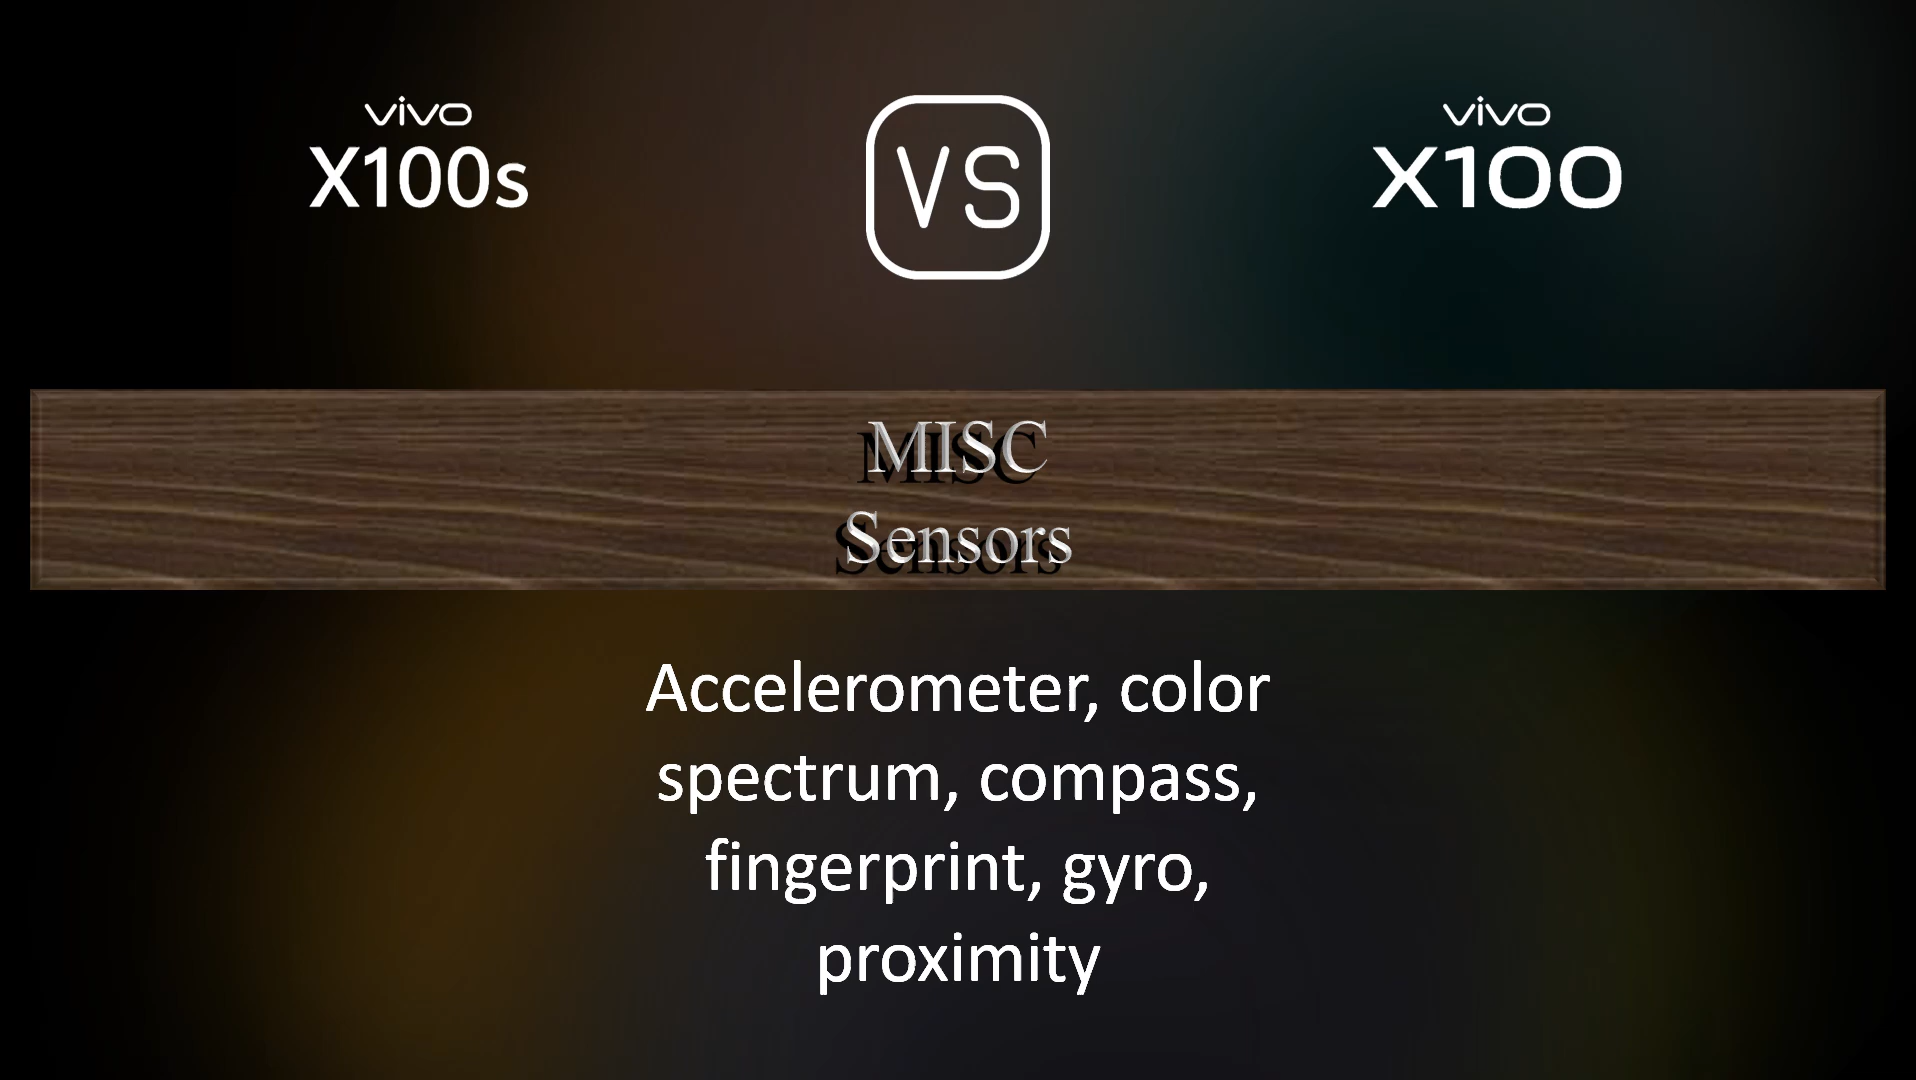 vivo
X100s
VS
vivo
X100
MISC
Sensors
Accelerometer, color
spectrum, compass,
fingerprint, gyro,
proximity